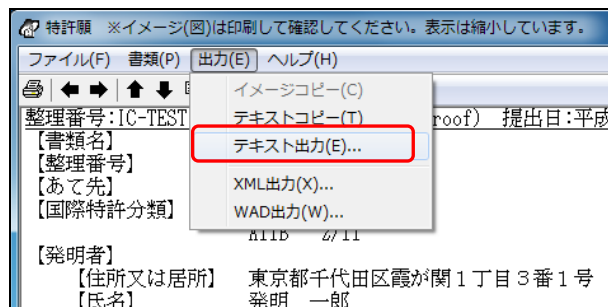 特許願 ※イメージ(図)は印刷して確認してください。表示は縮小しています。
ファイル(F) 書類(P) 出力(E) ヘルプ(H)
イメージコピー(C)
整理番号:IC-TEST テキストコピー(T) roof) 提出日:平成
【書類名】 テキスト出力(E)...
【整理番号】
【あて先】 XML出力(X)...
【国際特許分類】 WAD出力(W)...
【発明者】
【住所又は居所】 東京都千代田区霞が関1丁目3番1号
【氏名】 発明 一郎